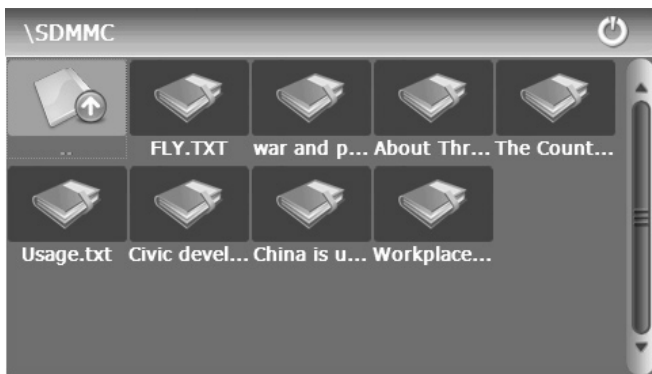 \SDMMC
.. FLY.TXT war and p... About Thr... The Count...
Usage.txt Civic devel... China is u... Workplace...